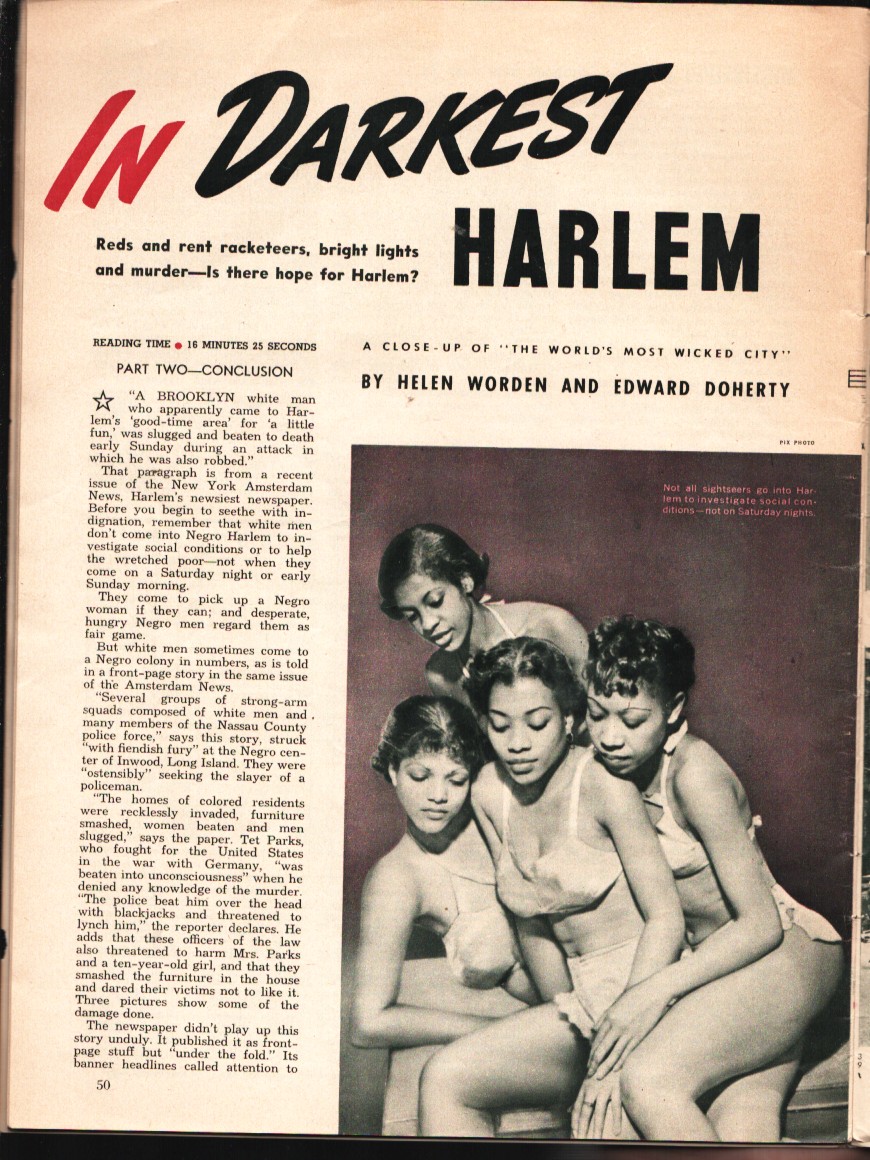 IN DARKEST
HARLEM
Reds and rent racketeers, bright lights
and murder—Is there hope for Harlem?
READING TIME ● 16 MINUTES 25 SECONDS
PART TWO—CONCLUSION
A CLOSE-UP OF "THE WORLD'S MOST WICKED CITY"
BY HELEN WORDEN AND EDWARD DOHERTY
☆ "A BROOKLYN white man
who apparently came to Har-
lem's 'good-time area' for 'a little
fun,' was slugged and beaten to death
early Sunday during an attack in
which he was also robbed."
That paragraph is from a recent
issue of the New York Amsterdam
News, Harlem's newsiest newspaper.
Before you begin to seethe with in-
dignation, remember that white men
don't come into Negro Harlem to in-
vestigate social conditions or to help
the wretched poor—not when they
come on a Saturday night or early
Sunday morning.
They come to pick up a Negro
woman if they can; and desperate,
hungry Negro men regard them as
fair game.
But white men sometimes come to
a Negro colony in numbers, as is told
in a front-page story in the same issue
of the Amsterdam News.
"Several groups of strong-arm
squads composed of white men and
many members of the Nassau County
police force," says this story, struck
"with fiendish fury" at the Negro cen-
ter of Inwood, Long Island. They were
"ostensibly" seeking the slayer of a
policeman.
"The homes of colored residents
were recklessly invaded, furniture
smashed, women beaten and men
slugged," says the paper. Tet Parks,
who fought for the United States
in the war with Germany, "was
beaten into unconsciousness" when he
denied any knowledge of the murder.
"The police beat him over the head
with blackjacks and threatened to
lynch him," the reporter declares. He
adds that these officers of the law
also threatened to harm Mrs. Parks
and a ten-year-old girl, and that they
smashed the furniture in the house
and dared their victims not to like it.
Three pictures show some of the
damage done.
The newspaper didn't play up this
story unduly. It published it as front-
page stuff but "under the fold." Its
banner headlines called attention to
50
PIX PHOTO
Not all sightseers go into Har-
lem to investigate social con-
ditions—not on Saturday nights.